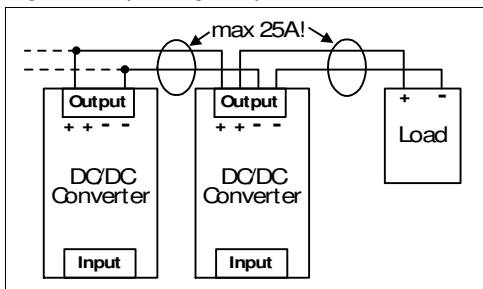 max 25A!
Output
+ + - -
DC/DC
Converter
Input
Output
+ + - -
DC/DC
Converter
Input
+ -
Load